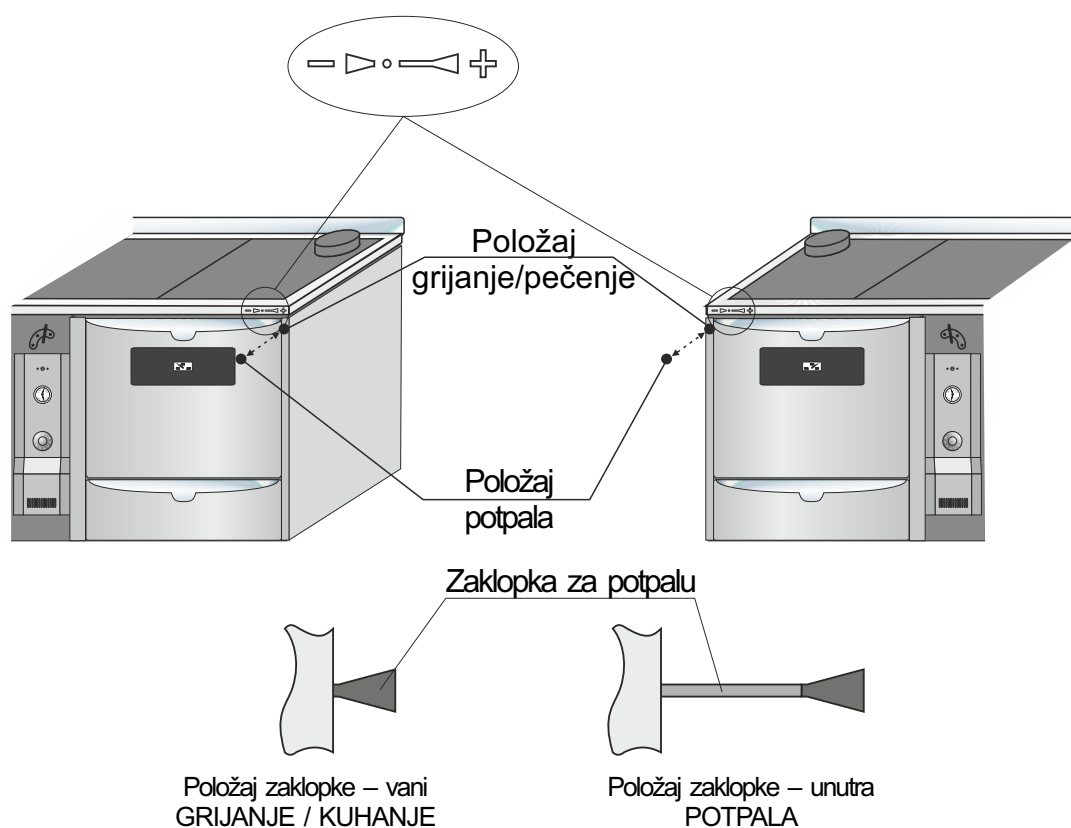 Položaj
grijanje/pečenje
Položaj
potpala
Zaklopka za potpalu
Položaj zaklopke – vani
GRIJANJE / KUHANJE
Položaj zaklopke – unutra
POTPALA